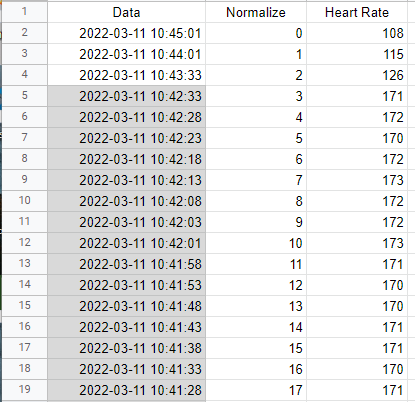 1 Data Normalize Heart Rate
2 2022-03-11 10:45:01 0 108
3 2022-03-11 10:44:01 1 115
4 2022-03-11 10:43:33 2 126
5 2022-03-11 10:42:33 3 171
6 2022-03-11 10:42:28 4 172
7 2022-03-11 10:42:23 5 170
8 2022-03-11 10:42:18 6 172
9 2022-03-11 10:42:13 7 173
10 2022-03-11 10:42:08 8 172
11 2022-03-11 10:42:03 9 172
12 2022-03-11 10:42:01 10 173
13 2022-03-11 10:41:58 11 171
14 2022-03-11 10:41:53 12 170
15 2022-03-11 10:41:48 13 170
16 2022-03-11 10:41:43 14 171
17 2022-03-11 10:41:38 15 171
18 2022-03-11 10:41:33 16 170
19 2022-03-11 10:41:28 17 171